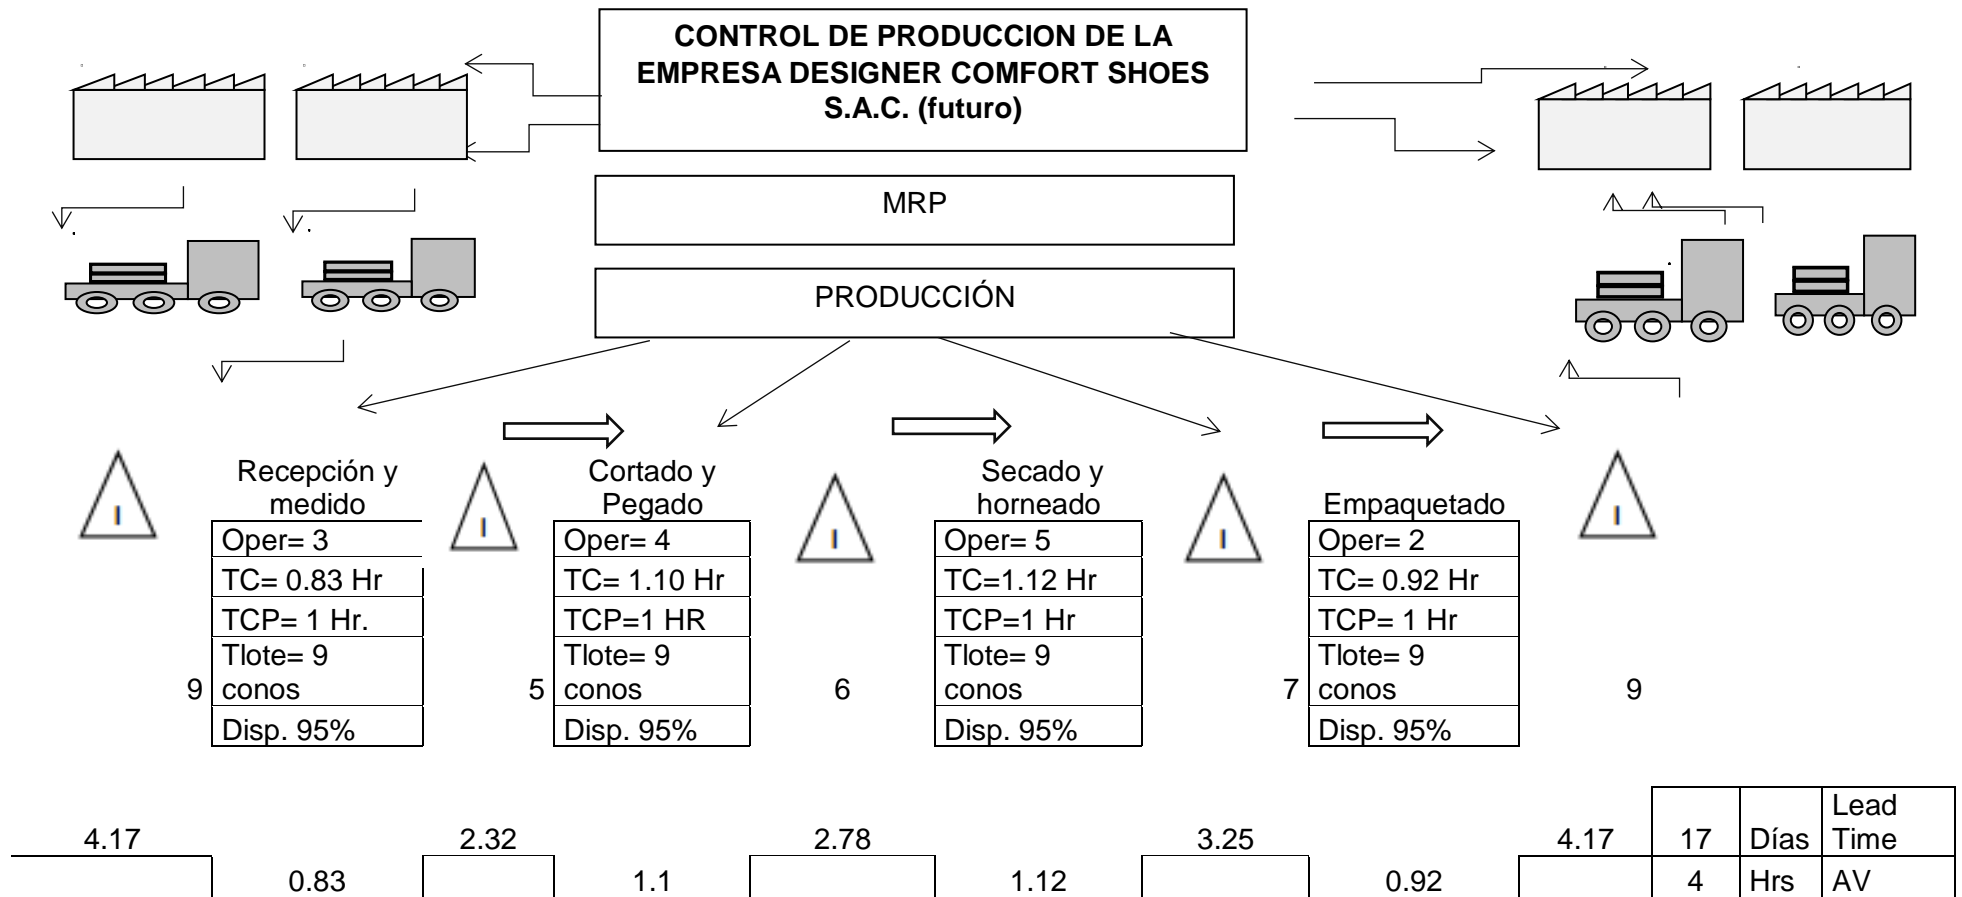 CONTROL DE PRODUCCION DE LA
EMPRESA DESIGNER COMFORT SHOES
S.A.C. (futuro)
MRP
PRODUCCIÓN
I
I
I
I
I
Recepción y
medido
Oper= 3
TC= 0.83 Hr
TCP= 1 Hr.
Tlote= 9
conos
Disp. 95%
Cortado y
Pegado
Oper= 4
TC= 1.10 Hr
TCP=1 HR
Tlote= 9
conos
Disp. 95%
Secado y
horneado
Oper= 5
TC=1.12 Hr
TCP=1 Hr
Tlote= 9
conos
Disp. 95%
Empaquetado
Oper= 2
TC= 0.92 Hr
TCP= 1 Hr
Tlote= 9
conos
Disp. 95%
9 5 6 7 9
4.17 2.32 2.78 3.25 4.17 17 Días Lead
Time
0.83 1.1 1.12 0.92 4 Hrs AV